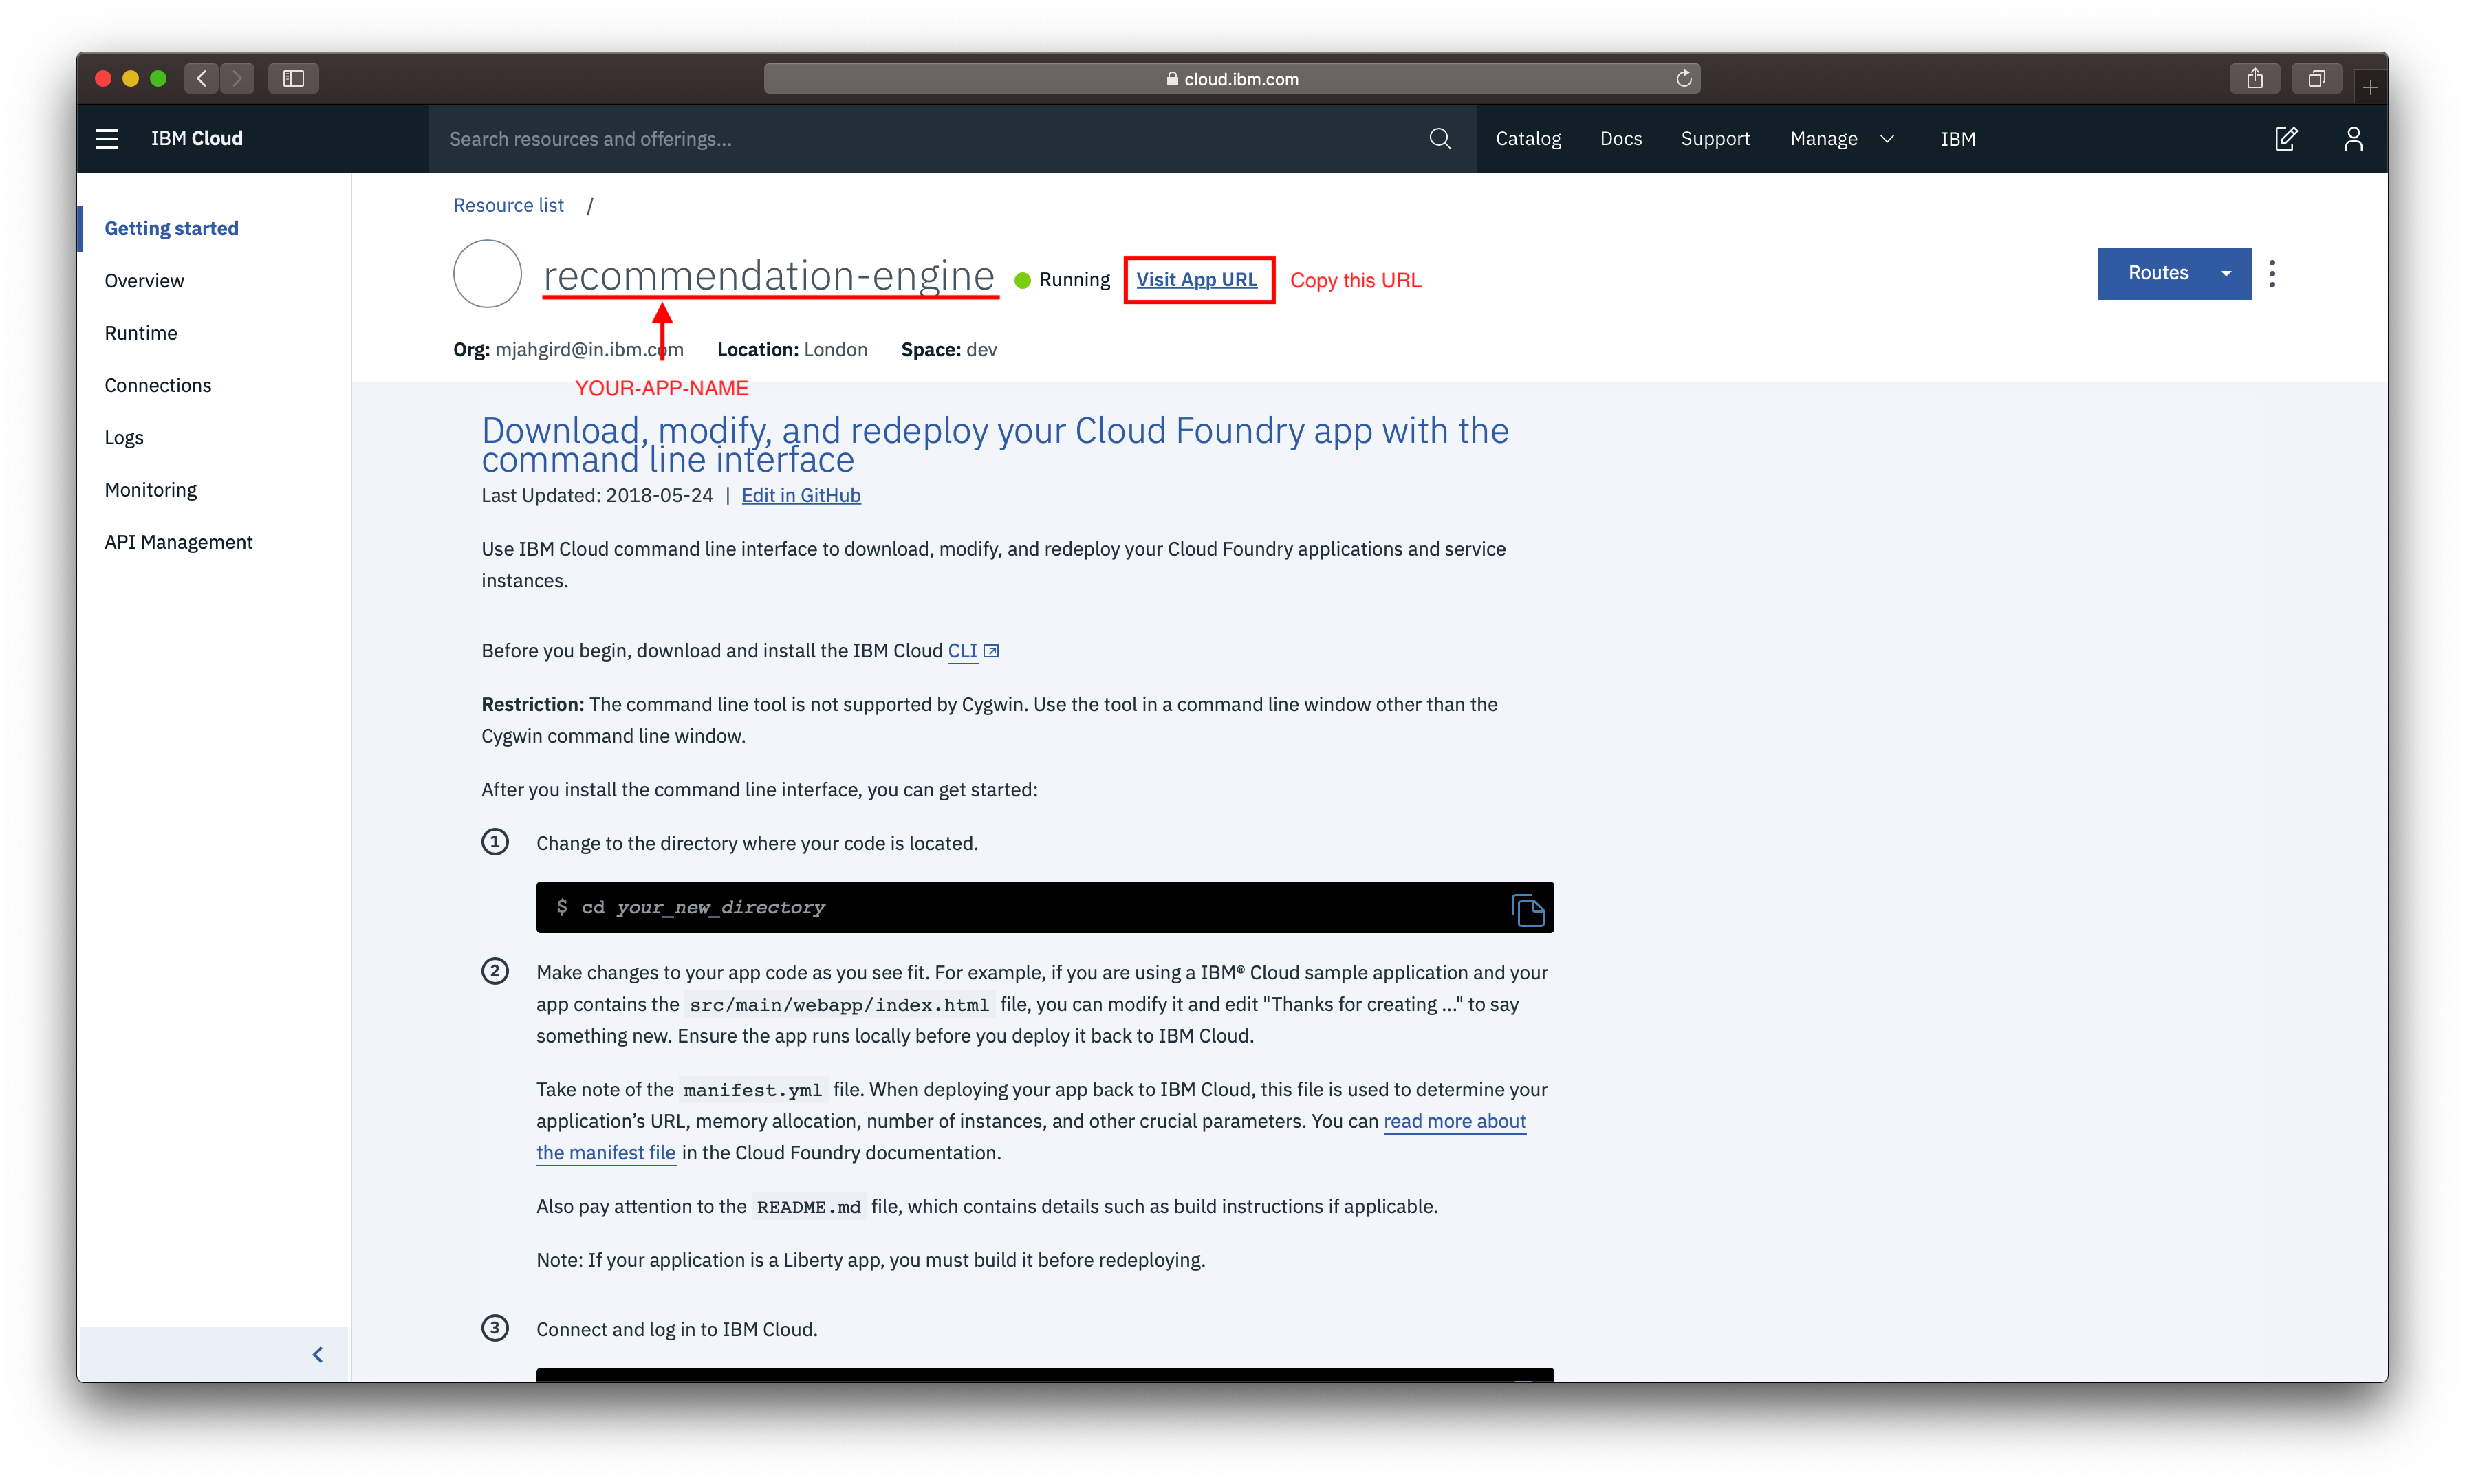 cloud.ibm.com
IBM Cloud
Search resources and offerings...
Catalog
Docs
Support
Manage
IBM
Getting started
Overview
Runtime
Connections
Logs
Monitoring
API Management
Resource list /
recommendation-engine
Running
Visit App URL
Copy this URL
Routes
Org: mjahgird@in.ibm.com Location: London Space: dev
YOUR-APP-NAME
Download, modify, and redeploy your Cloud Foundry app with the
command line interface
Last Updated: 2018-05-24 | Edit in GitHub
Use IBM Cloud command line interface to download, modify, and redeploy your Cloud Foundry applications and service
instances.
Before you begin, download and install the IBM Cloud CLI
Restriction: The command line tool is not supported by Cygwin. Use the tool in a command line window other than the
Cygwin command line window.
After you install the command line interface, you can get started:
1 Change to the directory where your code is located.
$ cd your_new_directory
2 Make changes to your app code as you see fit. For example, if you are using a IBM® Cloud sample application and your
app contains the src/main/webapp/index.html file, you can modify it and edit "Thanks for creating ..." to say
something new. Ensure the app runs locally before you deploy it back to IBM Cloud.
Take note of the manifest.yml file. When deploying your app back to IBM Cloud, this file is used to determine your
application’s URL, memory allocation, number of instances, and other crucial parameters. You can read more about
the manifest file in the Cloud Foundry documentation.
Also pay attention to the README.md file, which contains details such as build instructions if applicable.
Note: If your application is a Liberty app, you must build it before redeploying.
3 Connect and log in to IBM Cloud.